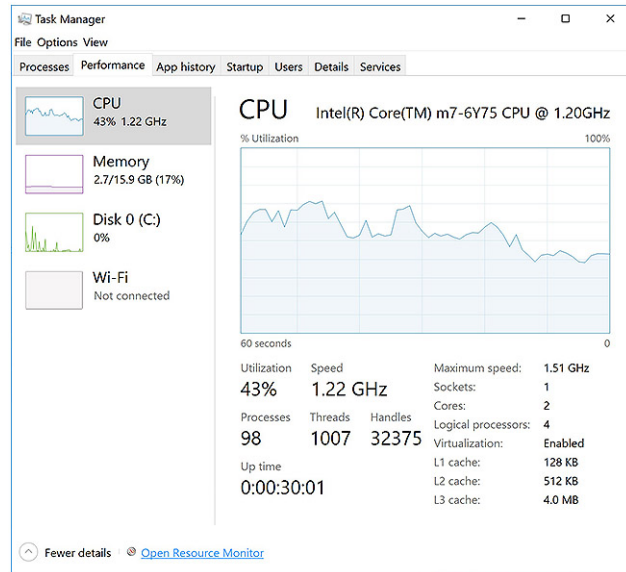 Task Manager
File Options View
Processes Performance App history Startup Users Details Services
CPU
43% 1.22 GHz
Memory
2.7/15.9 GB (17%)
Disk 0 (C:)
0%
Wi-Fi
Not connected
CPU Intel(R) Core(TM) m7-6Y75 CPU @ 1.20GHz
% Utilization 100%
60 seconds 0
Utilization Speed
43% 1.22 GHz
Processes Threads Handles
98 1007 32375
Up time
0:00:30:01
Maximum speed: 1.51 GHz
Sockets: 1
Cores: 2
Logical processors: 4
Virtualization: Enabled
L1 cache: 128 KB
L2 cache: 512 KB
L3 cache: 4.0 MB
Fewer details Open Resource Monitor